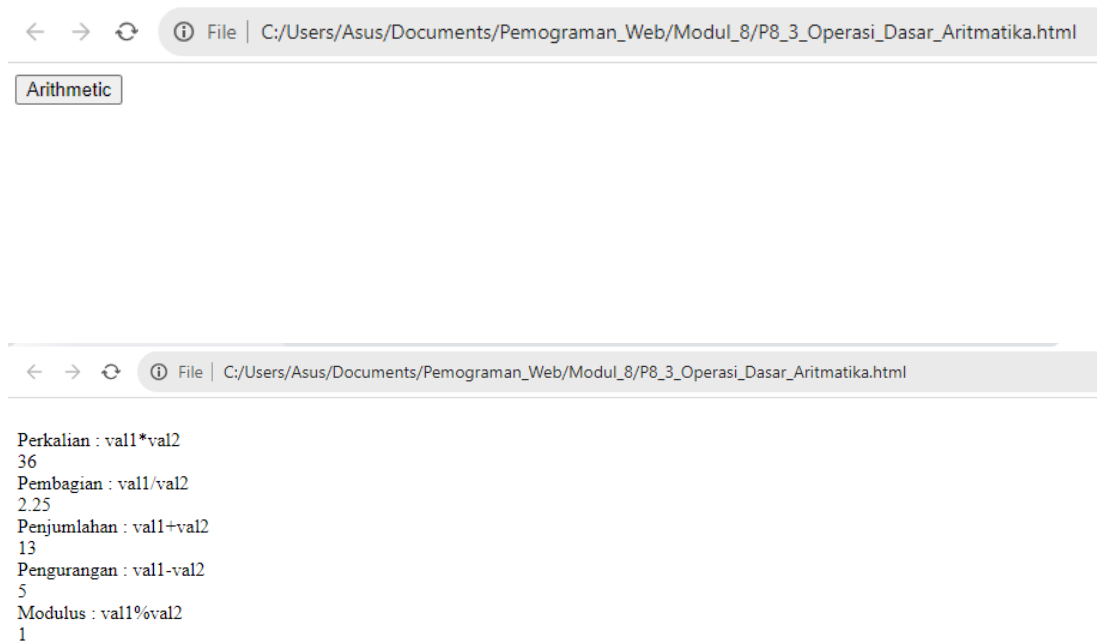 File | C:/Users/Asus/Documents/Pemograman_Web/Modul_8/P8_3_Operasi_Dasar_Aritmatika.html
Arithmetic
File | C:/Users/Asus/Documents/Pemograman_Web/Modul_8/P8_3_Operasi_Dasar_Aritmatika.html
Perkalian : val1*val2
36
Pembagian : val1/val2
2.25
Penjumlahan : val1+val2
13
Pengurangan : val1-val2
5
Modulus : val1%val2
1